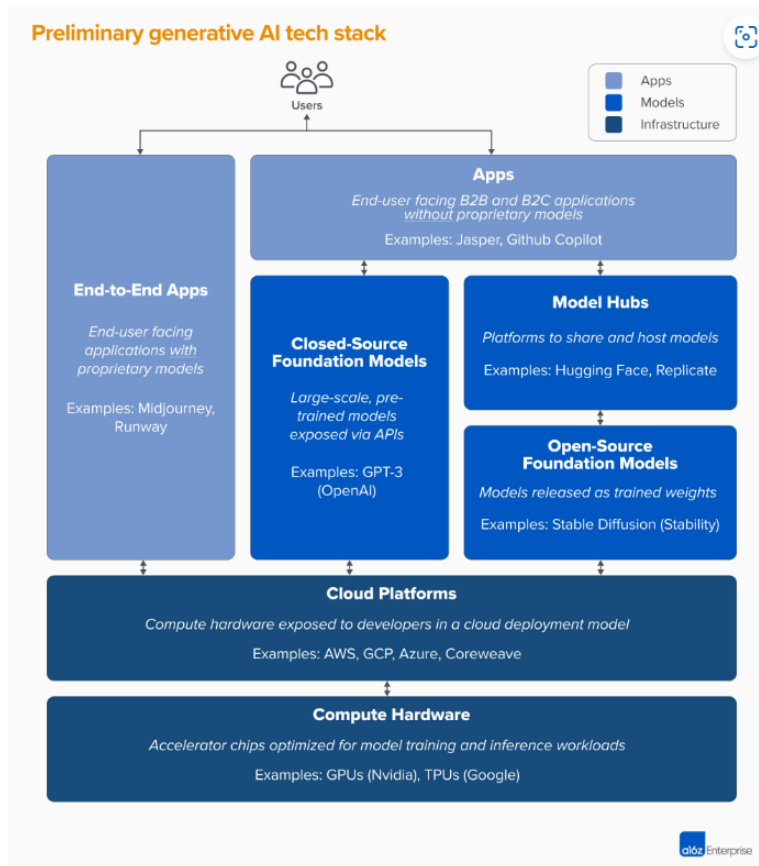 Preliminary generative AI tech stack
Users
Apps
Models
Infrastructure
Apps
End-user facing B2B and B2C applications
without proprietary models
Examples: Jasper, Github Copilot
End-to-End Apps
End-user facing
applications with
proprietary models
Examples: Midjourney,
Runway
Closed-Source
Foundation Models
Large-scale, pre-
trained models
exposed via APIs
Examples: GPT-3
(OpenAI)
Model Hubs
Platforms to share and host models
Examples: Hugging Face, Replicate
Open-Source
Foundation Models
Models released as trained weights
Examples: Stable Diffusion (Stability)
Cloud Platforms
Compute hardware exposed to developers in a cloud deployment model
Examples: AWS, GCP, Azure, Coreweave
Compute Hardware
Accelerator chips optimized for model training and inference workloads
Examples: GPUs (Nvidia), TPUs (Google)
a16z Enterprise